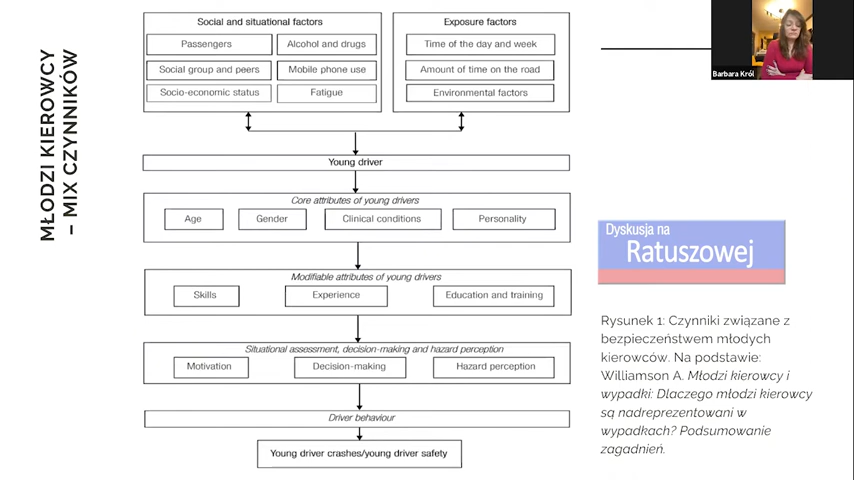 MŁODZI KIEROWCY
– MIX CZYNNIKÓW
Social and situational factors
Passengers
Alcohol and drugs
Social group and peers
Mobile phone use
Socio-economic status
Fatigue
Exposure factors
Time of the day and week
Amount of time on the road
Environmental factors
Young driver
Core attributes of young drivers
Age
Gender
Clinical conditions
Personality
Modifiable attributes of young drivers
Skills
Experience
Education and training
Situational assessment, decision-making and hazard perception
Motivation
Decision-making
Hazard perception
Driver behaviour
Young driver crashes/young driver safety
Barbara Król
Dyskusja na
Ratuszowej
Rysunek 1: Czynniki związane z
bezpieczeństwem młodych
kierowców. Na podstawie:
Williamson A. Młodzi kierowcy i
wypadki: Dlaczego młodzi kierowcy
są nadreprezentowani w
wypadkach? Podsumowanie
zagadnień.